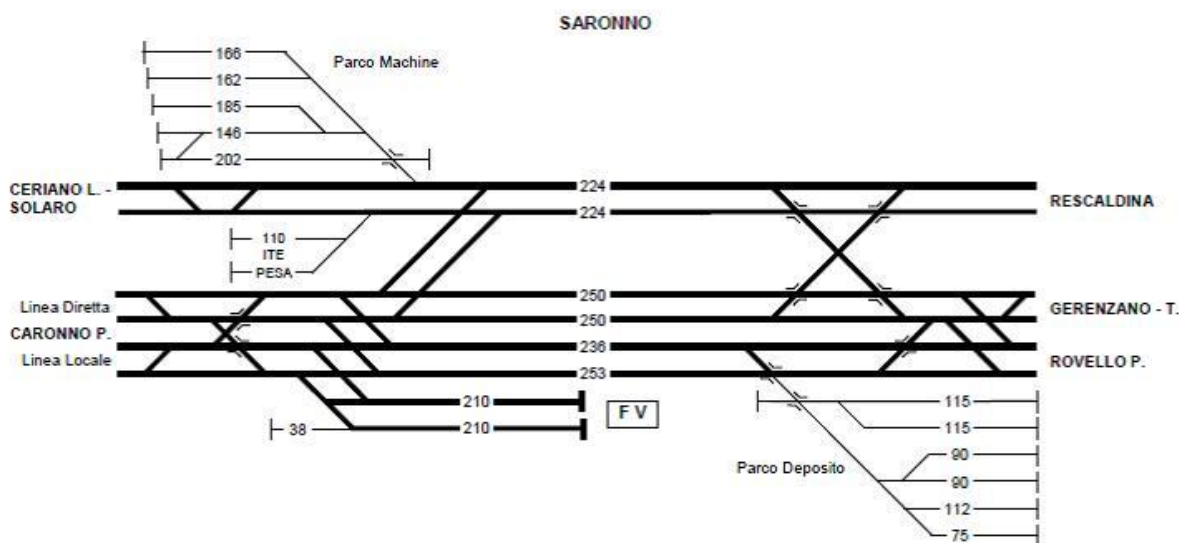 SARONNO
166
Parco Machine
162
185
146
202
CERIANO L. -
SOLARO
224
224
RESCALDINA
110
ITE
PESA
Linea Diretta
250
250
GERENZANO - T.
CARONNO P.
236
Linea Locale
253
ROVELLO P.
210
F V
115
38
210
115
90
Parco Deposito
90
112
75